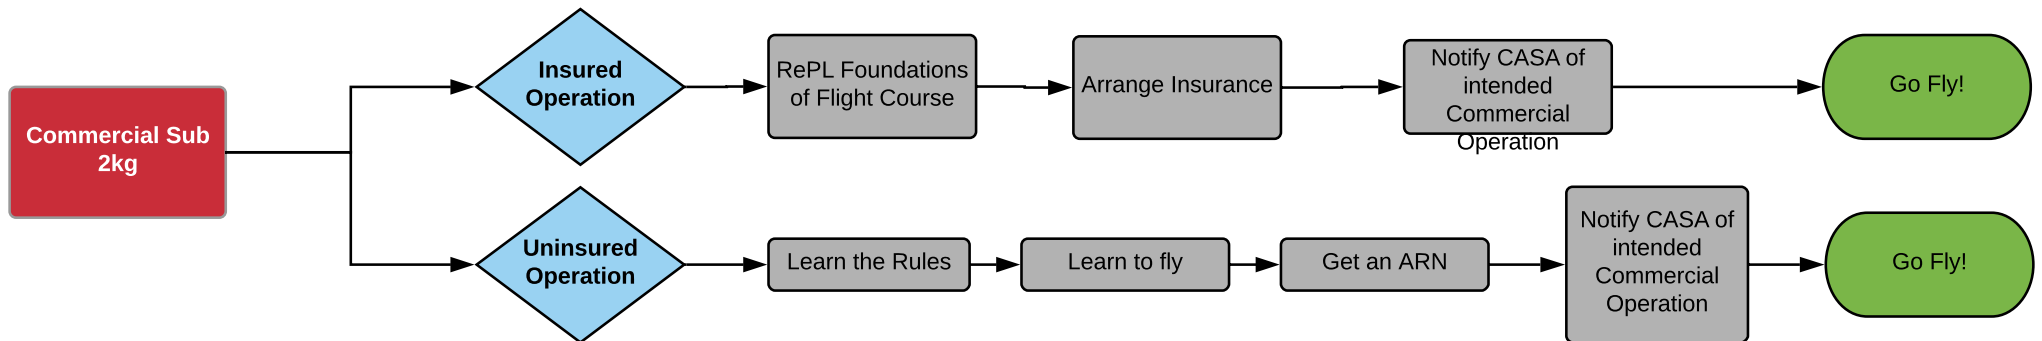 Commercial Sub
2kg
Insured
Operation
RePL Foundations
of Flight Course
Arrange Insurance
Notify CASA of
intended
Commercial
Operation
Go Fly!
Uninsured
Operation
Learn the Rules
Learn to fly
Get an ARN
Notify CASA of
intended
Commercial
Operation
Go Fly!